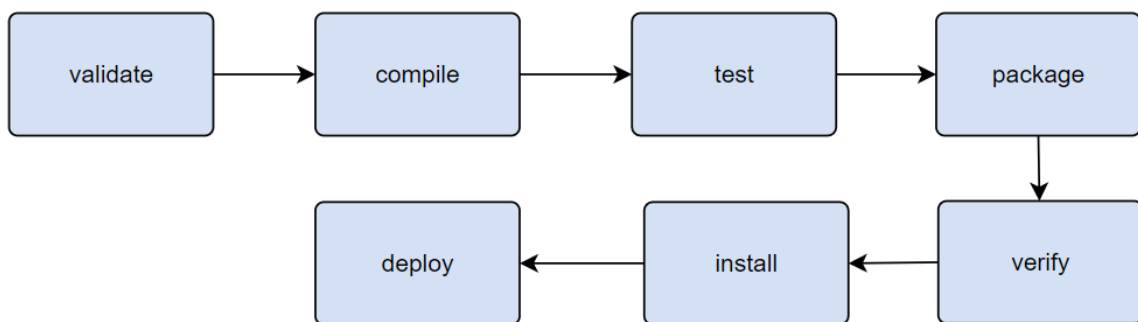 validate
compile
test
package
verify
install
deploy